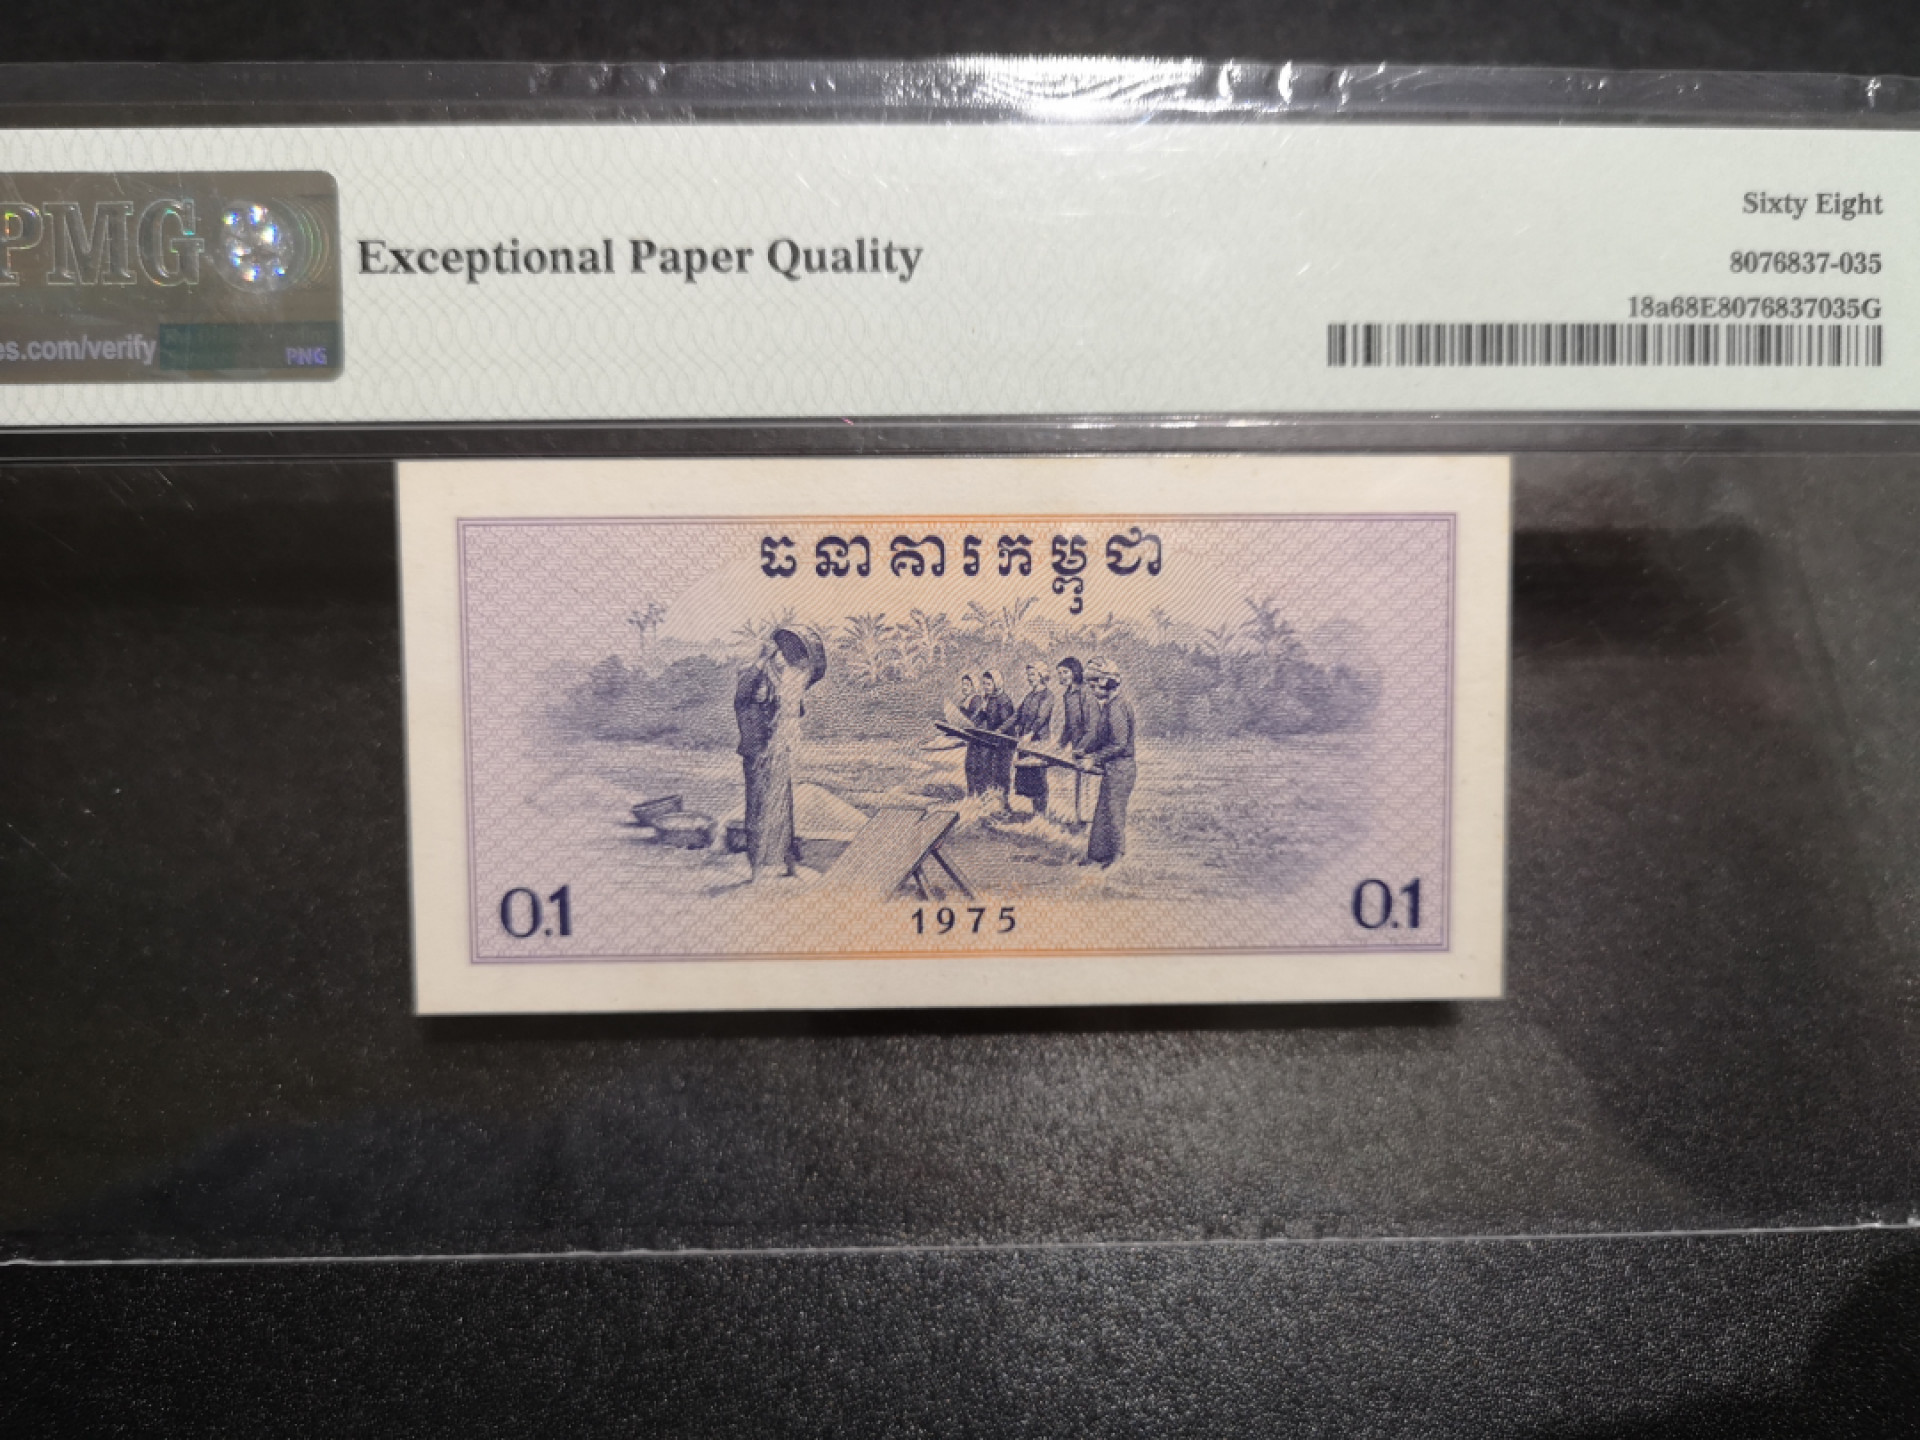 PMG
Exceptional Paper Quality
Sixty Eight
8076837-035
18a68E8076837035G
es.com/verify
PNG
ធនាគារកម្ពុជា
0.1
1975
0.1